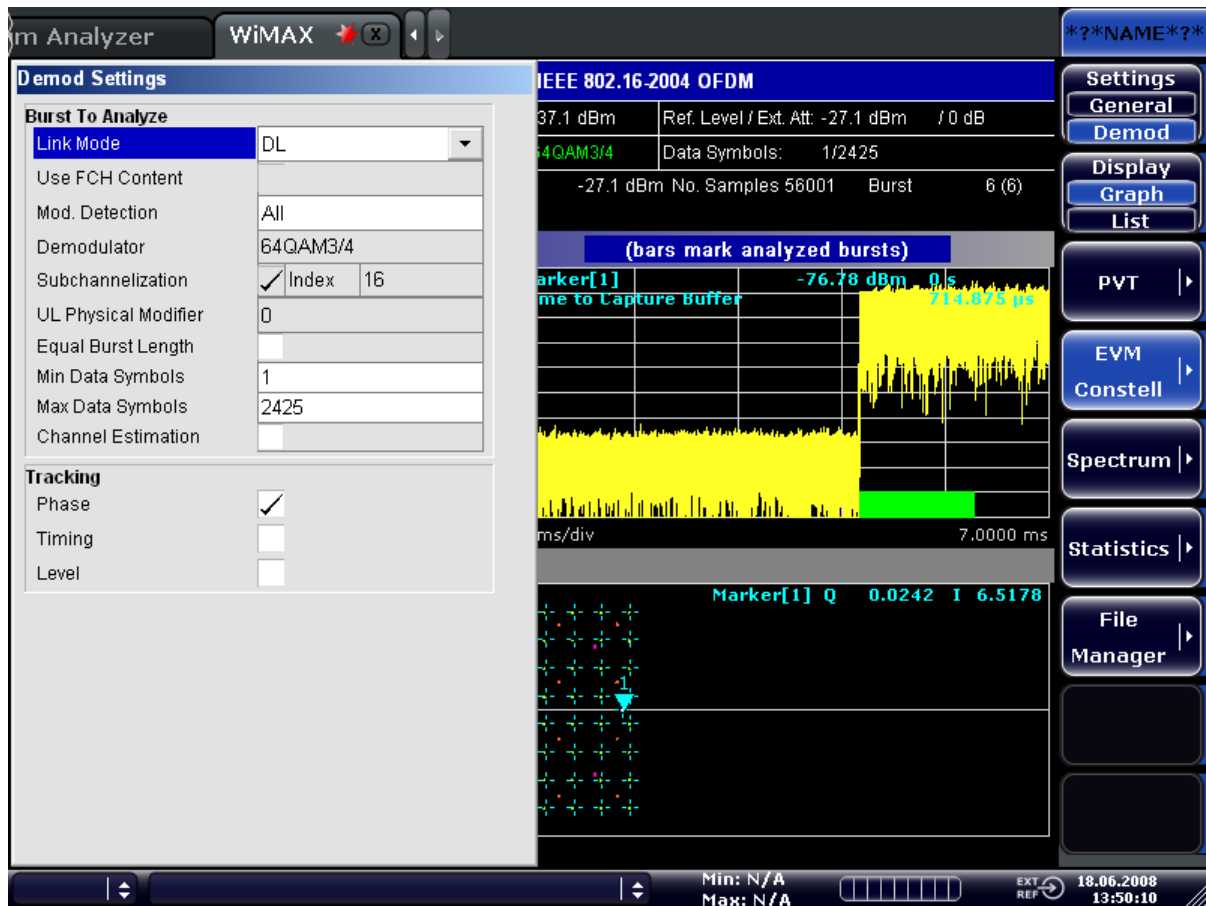 m Analyzer
WiMAX
X
*?*NAME*?*
Demod Settings
Burst To Analyze
Link Mode DL
Use FCH Content
Mod. Detection All
Demodulator 64QAM3/4
Subchannelization Index 16
UL Physical Modifier 0
Equal Burst Length
Min Data Symbols 1
Max Data Symbols 2425
Channel Estimation
Tracking
Phase
Timing
Level
IEEE 802.16-2004 OFDM
37.1 dBm Ref. Level / Ext. Att: -27.1 dBm / 0 dB
64QAM3/4 Data Symbols: 1/2425
-27.1 dBm No. Samples 56001 Burst 6 (6)
(bars mark analyzed bursts)
arker[1] -76.78 dBm 0 s
me to Capture Buffer 714.875 µs
ms/div 7.0000 ms
Marker[1] Q 0.0242 I 6.5178
1
Settings
General
Demod
Display
Graph
List
PVT
EVM
Constell
Spectrum
Statistics
File
Manager
Min: N/A
Max: N/A
EXT
REF
18.06.2008
13:50:10